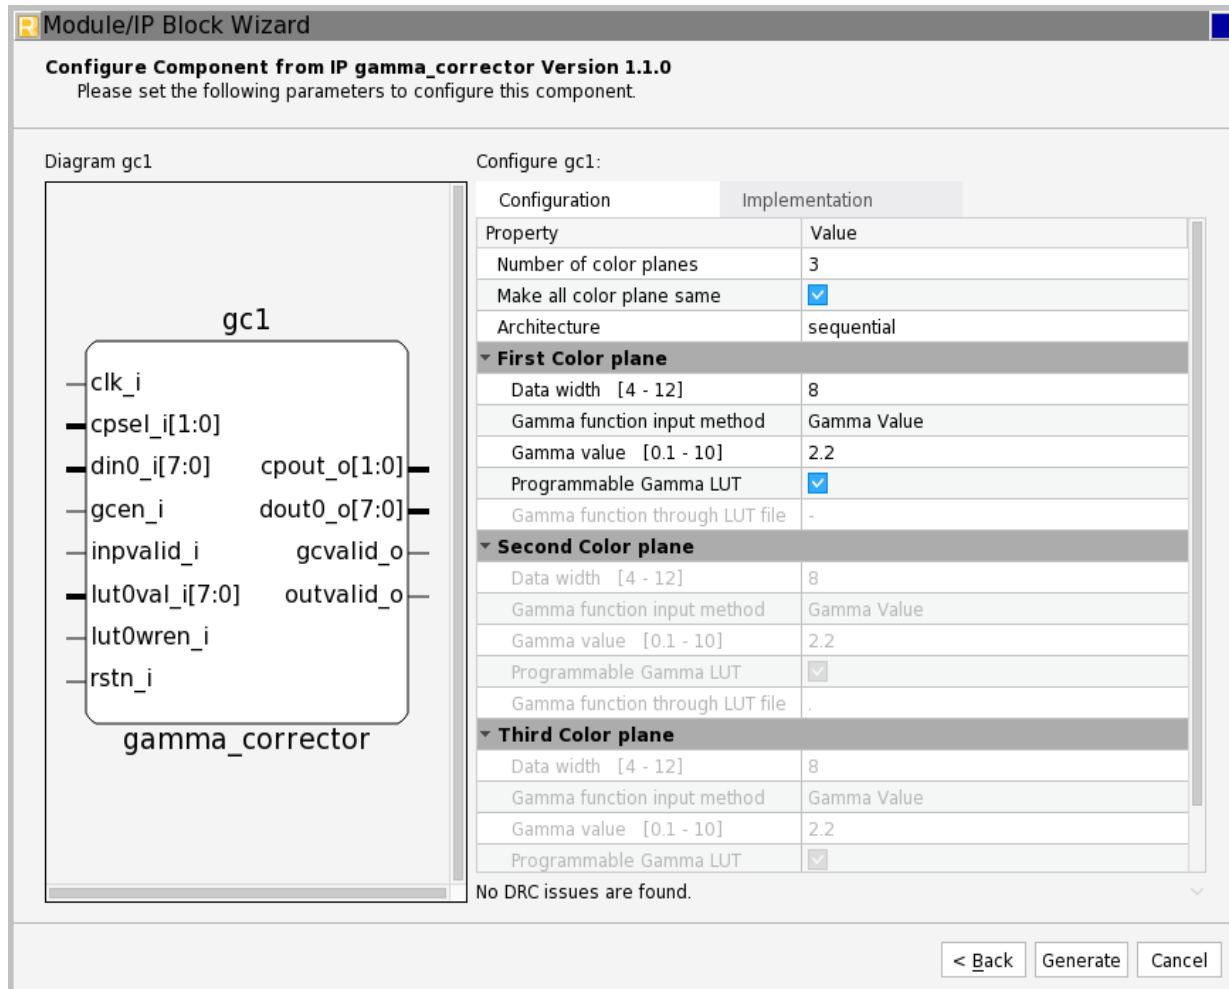 Module/IP Block Wizard
Configure Component from IP gamma_corrector Version 1.1.0
Please set the following parameters to configure this component.
Diagram gc1
gc1
clk_i
cpsel_i[1:0]
din0_i[7:0] cpout_o[1:0]
gcen_i dout0_o[7:0]
inpvalid_i gcvalid_o
lut0val_i[7:0] outvalid_o
lut0wren_i
rstn_i
gamma_corrector
Configure gc1:
Configuration Implementation
Property Value
Number of color planes 3
Make all color plane same
Architecture sequential
First Color plane
Data width [4 - 12] 8
Gamma function input method Gamma Value
Gamma value [0.1 - 10] 2.2
Programmable Gamma LUT
Gamma function through LUT file -
Second Color plane
Data width [4 - 12] 8
Gamma function input method Gamma Value
Gamma value [0.1 - 10] 2.2
Programmable Gamma LUT
Gamma function through LUT file .
Third Color plane
Data width [4 - 12] 8
Gamma function input method Gamma Value
Gamma value [0.1 - 10] 2.2
Programmable Gamma LUT
No DRC issues are found.
< Back Generate Cancel